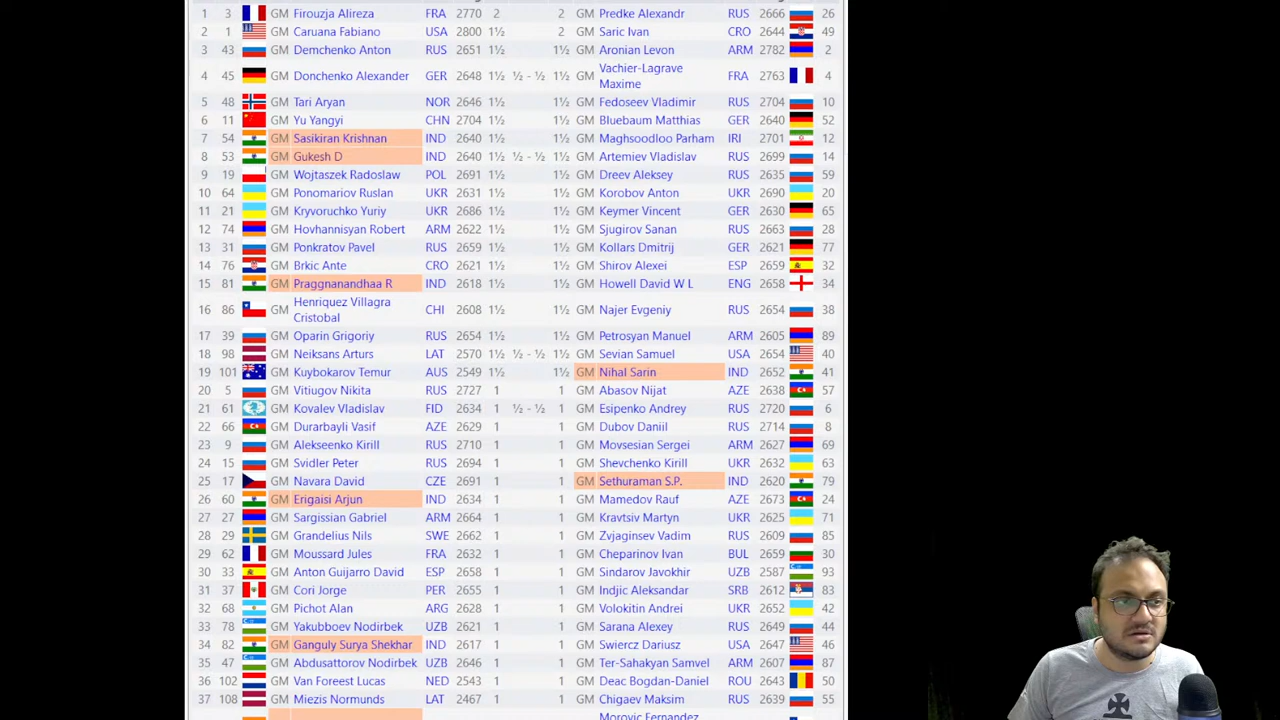 1 3 GM Firouzja Alireza FRA 2770 2 2 GM Predke Alexandr RUS 2666 26
2 1 GM Caruana Fabiano USA 2800 1½ 2 GM Saric Ivan CRO 2644 49
3 43 GM Demchenko Anton RUS 2651 1½ 1½ GM Aronian Levon ARM 2782 2
4 45 GM Donchenko Alexander GER 2648 1½ ½ - ½ 1½ GM Vachier-Lagrave Maxime FRA 2763 4
5 48 GM Tari Aryan NOR 2646 1½ 1½ GM Fedoseev Vladimir RUS 2704 10
6 11 GM Yu Yangyi CHN 2704 1½ 1½ GM Bluebaum Matthias GER 2640 52
7 54 GM Sasikiran Krishnan IND 2640 1½ 1½ GM Maghsoodloo Parham IRI 2701 12
8 53 GM Gukesh D IND 2640 1½ ½ - ½ 1½ GM Artemiev Vladislav RUS 2699 14
9 19 GM Wojtaszek Radoslaw POL 2691 1½ 1½ GM Dreev Aleksey RUS 2635 59
10 64 GM Ponomariov Ruslan UKR 2631 1½ 1½ GM Korobov Anton UKR 2690 20
11 21 GM Kryvoruchko Yuriy UKR 2686 1½ 1½ GM Keymer Vincent GER 2630 65
12 74 GM Hovhannisyan Robert ARM 2622 1½ 1½ GM Sjugirov Sanan RUS 2663 28
13 31 GM Ponkratov Pavel RUS 2659 1½ 1½ GM Kollars Dmitrij GER 2621 77
14 76 GM Brkic Ante CRO 2621 1½ 1½ GM Shirov Alexei ESP 2659 32
15 81 GM Praggnanandhaa R IND 2618 1½ 1½ GM Howell David W L ENG 2658 34
16 86 GM Henriquez Villagra Cristobal CHI 2608 1½ 1½ GM Najer Evgeniy RUS 2654 38
17 39 GM Oparin Grigoriy RUS 2654 1½ 1½ GM Petrosyan Manuel ARM 2605 89
18 98 GM Neiksans Arturs LAT 2570 1½ ½ - ½ 1½ GM Sevian Samuel USA 2654 40
19 101 GM Kuybokarov Temur AUS 2549 1½ 1½ GM Nihal Sarin IND 2652 41
20 5 GM Vitiugov Nikita RUS 2727 1 1 GM Abasov Nijat AZE 2638 57
21 61 GM Kovalev Vladislav FID 2634 1 ½ - ½ 1 GM Esipenko Andrey RUS 2720 6
22 66 GM Durarbayli Vasif AZE 2629 1 1 GM Dubov Daniil RUS 2714 8
23 9 GM Alekseenko Kirill RUS 2710 1 1 GM Movsesian Sergei ARM 2627 69
24 15 GM Svidler Peter RUS 2694 1 1 GM Shevchenko Kirill UKR 2632 63
25 17 GM Navara David CZE 2691 1 1 GM Sethuraman S.P. IND 2620 79
26 60 GM Erigaisi Arjun IND 2634 1 1 GM Mamedov Rauf AZE 2673 24
27 27 GM Sargissian Gabriel ARM 2664 1 1 GM Kravtsiv Martyn UKR 2625 71
28 29 GM Grandelius Nils SWE 2662 1 1 GM Zvjaginsev Vadim RUS 2609 85
29 62 GM Moussard Jules FRA 2632 1 1 GM Cheparinov Ivan BUL 2659 30
30 33 GM Anton Guijarro David ESP 2658 1 1 GM Sindarov Javokhir UZB 2587 93
31 37 GM Cori Jorge PER 2655 1 1 GM Indjic Aleksandar SRB 2607 88
32 68 GM Pichot Alan ARG 2628 1 1 GM Volokitin Andrei UKR 2652 42
33 78 GM Yakubboev Nodirbek UZB 2621 1 1 GM Sarana Alexey RUS 2649 44
34 GM Ganguly Surya Shekhar IND 1 1 GM Swiercz Dariusz USA
35 GM Abdusattorov Nodirbek UZB 2646 1 1 GM Ter-Sahakyan Samvel ARM 2607 87
36 102 GM Van Foreest Lucas NED 2543 1 1 GM Deac Bogdan-Daniel ROU 2643 50
37 GM Miezis Normunds LAT 1 1 GM Chigaev Maksim RUS
Morovic Fernandez